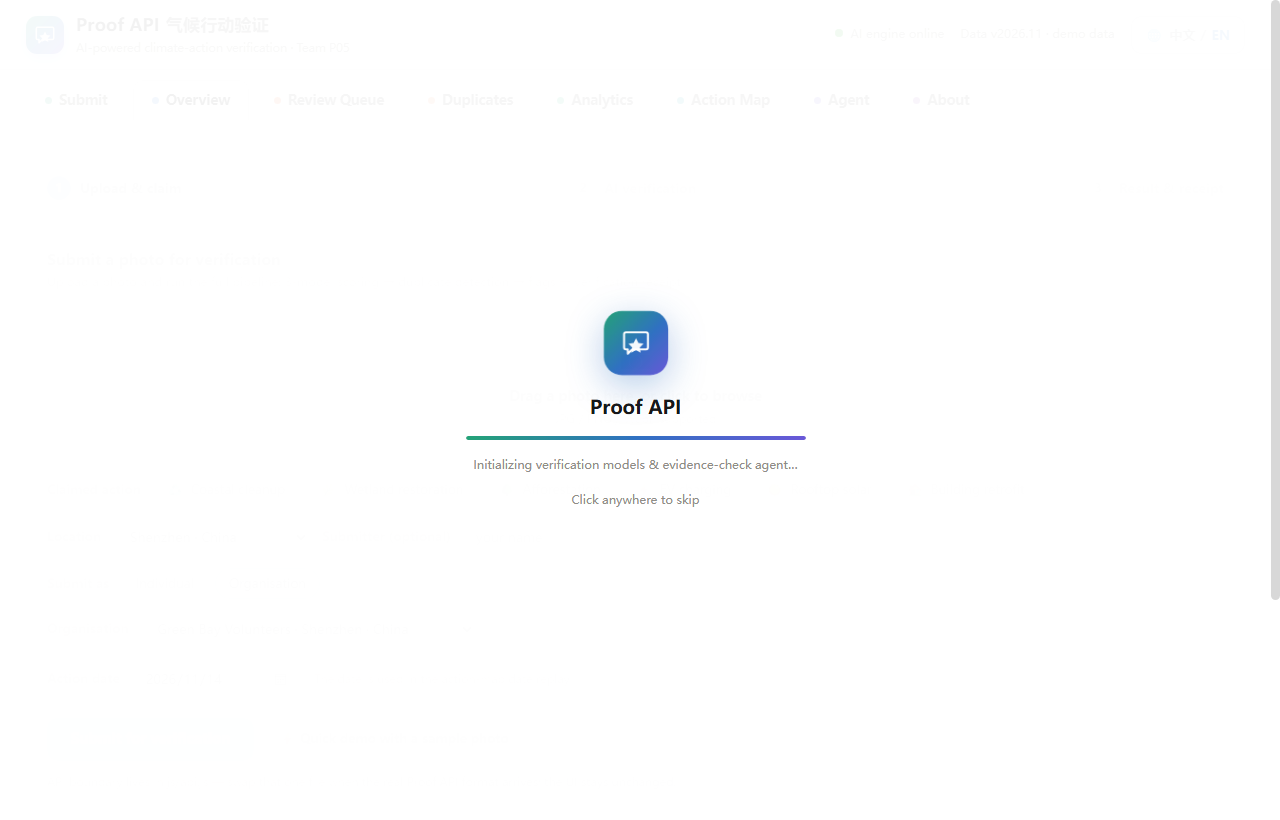 Proof API 气候行动验证
AI-powered climate-action verification · Team P05
AI engine online
中文 / EN
Submit
Overview
Review Queue
Duplicates
Analytics
Action Map
Agent
About
Proof API
Initializing verification models & evidence-check agent...
Click anywhere to skip